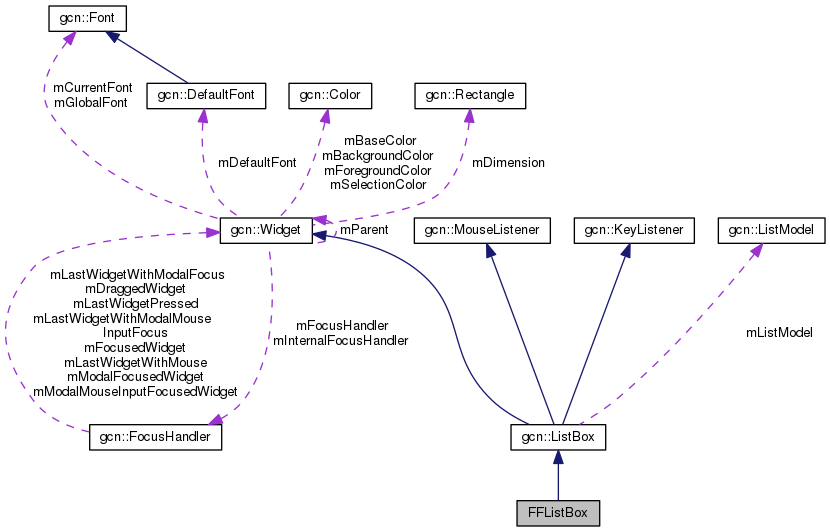 gcn::Font
mCurrentFont
mGlobalFont
gcn::DefaultFont
gcn::Color
gcn::Rectangle
mDefaultFont
mBaseColor
mBackgroundColor
mForegroundColor
mSelectionColor
mDimension
gcn::Widget
mParent
gcn::MouseListener
gcn::KeyListener
gcn::ListModel
mLastWidgetWithModalFocus
mDraggedWidget
mLastWidgetPressed
mLastWidgetWithModalMouse
InputFocus
mFocusedWidget
mLastWidgetWithMouse
mModalFocusedWidget
mModalMouseInputFocusedWidget
mFocusHandler
mInternalFocusHandler
mListModel
gcn::FocusHandler
gcn::ListBox
FFListBox